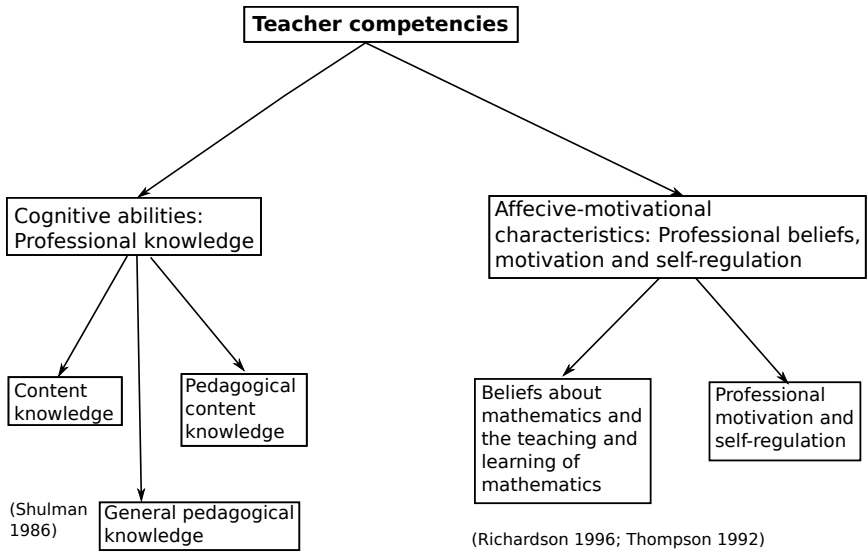 Teacher competencies
Cognitive abilities:
Professional knowledge
Affecive-motivational
characteristics: Professional beliefs,
motivation and self-regulation
Content
knowledge
Pedagogical
content
knowledge
Beliefs about
mathematics and
the teaching and
learning of
mathematics
Professional
motivation and
self-regulation
(Shulman
1986)
General pedagogical
knowledge
(Richardson 1996; Thompson 1992)